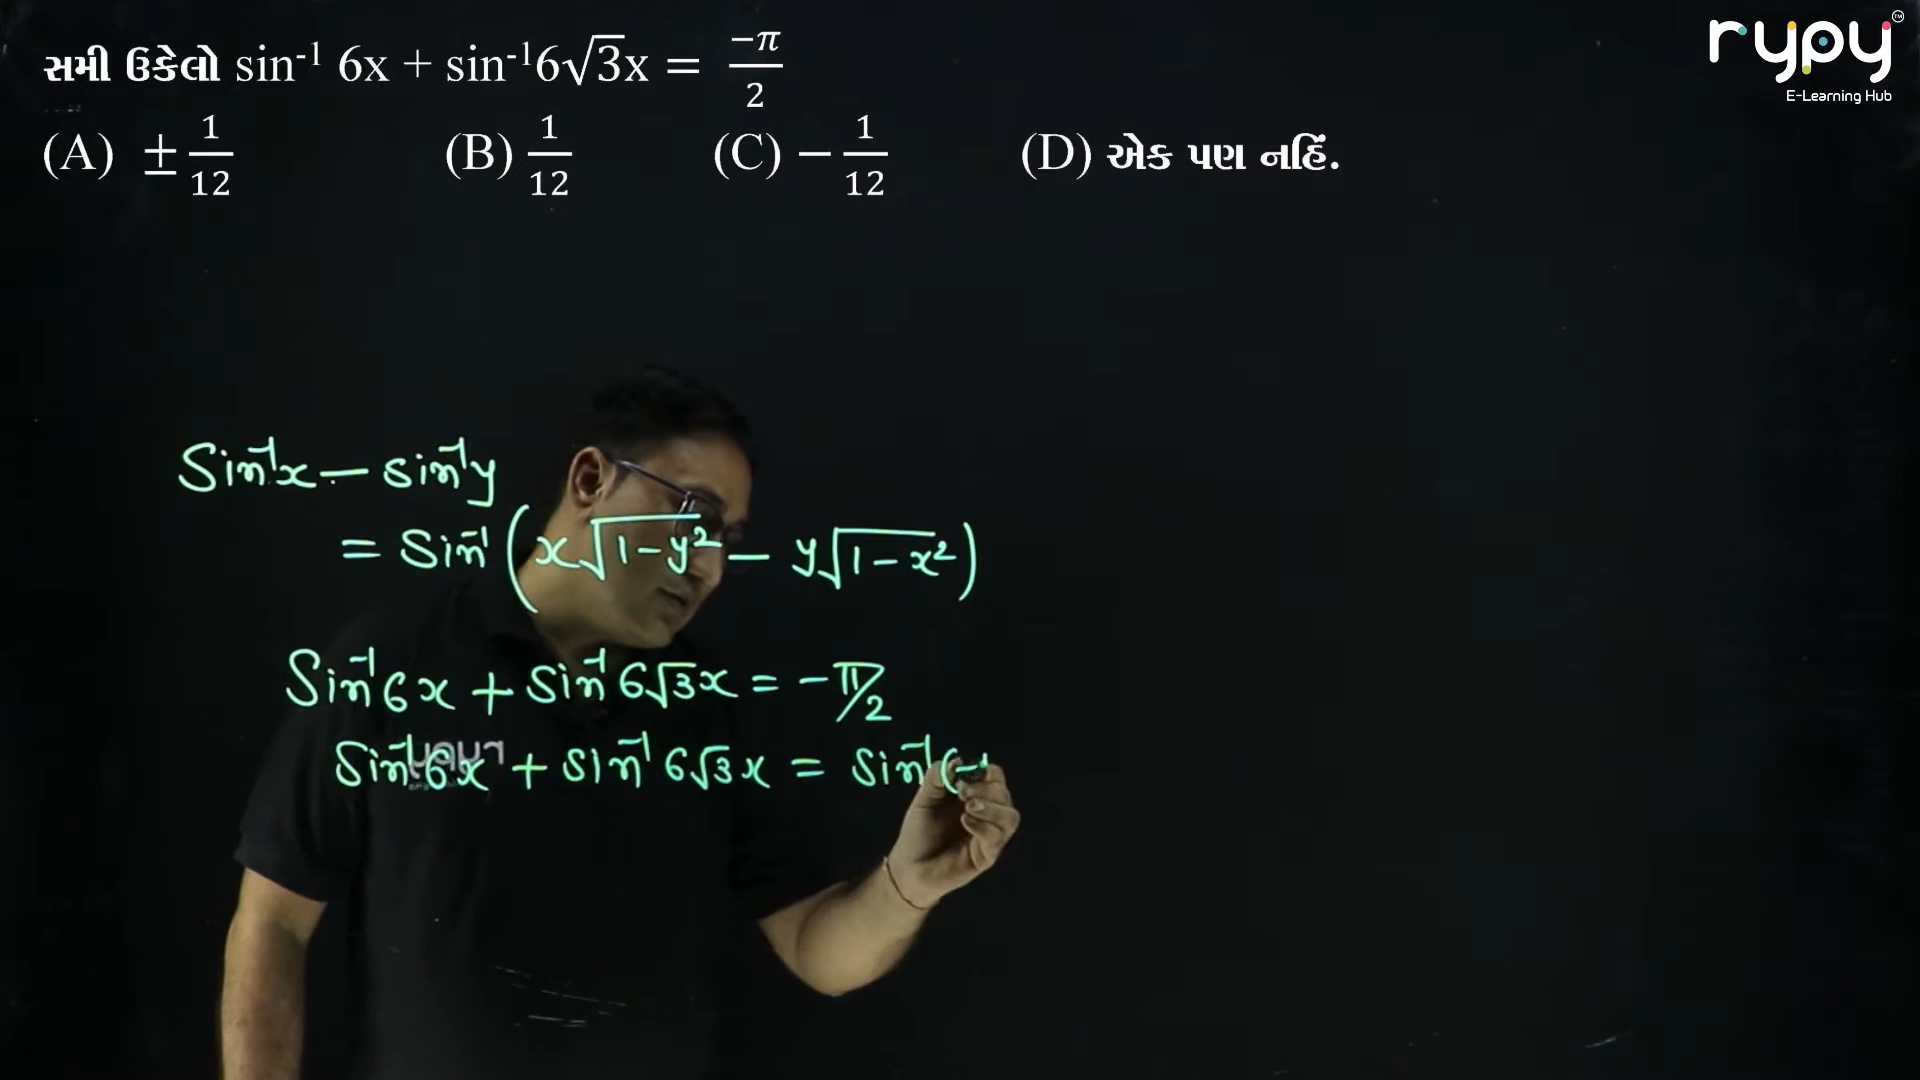 rypy™
E-Learning Hub
સમી ઉકેલો sin⁻¹ 6x + sin⁻¹6√3x = −π/2
(A) ± 1/12 (B) 1/12 (C) − 1/12 (D) એક પણ નહિં.
Sin⁻¹x − sin⁻¹y
= Sin⁻¹(x√(1−y²) − y√(1−x²))
Sin⁻¹6x + Sin⁻¹6√3x = −π/2
Sin⁻¹6x + Sin⁻¹6√3x = Sin⁻¹(−1